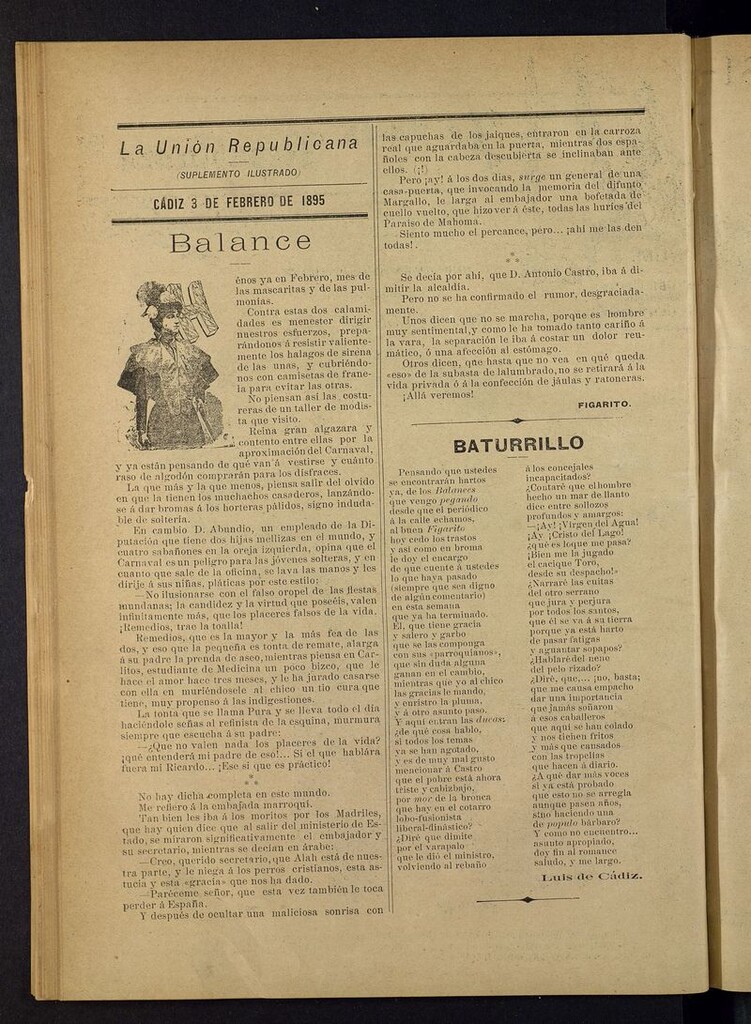 La Unión Republicana
(SUPLEMENTO ILUSTRADO)
CÁDIZ 3 DE FEBRERO DE 1895
Balance
énos ya en Febrero, mes de
las mascaritas y de las pul-
monías.
Contra estas dos calami-
dades es menester dirigir
nuestros esfuerzos, prepa-
rándonos á resistir valiente-
mente los halagos de sirena
de las unas, y cubriéndo-
nos con camisetas de frane-
la para evitar las otras.
No piensan así las costu-
reras de un taller de modis-
ta que visito.
Reina gran algazara y
contento entre ellas por la
aproximación del Carnaval,
y ya están pensando de qué van á vestirse y cuánto
raso de algodón comprarán para los disfraces.
La que más y la que menos, piensa salir del olvido
en que la tienen los muchachos casaderos, lanzándo-
se á dar bromas á los horteras pálidos, signo induda-
ble de soltería.
En cambio D. Abundio, un empleado de la Di-
putación que tiene dos hijas mellizas en el mundo, y
cuatro sabañones en la oreja izquierda, opina que el
Carnaval es un peligro para las jóvenes solteras, y en
cuanto que sale de la oficina, se lava las manos y les
dirije á sus niñas, pláticas por este estilo:
—No ilusionarse con el falso oropel de las fiestas
mundanas; la candidez y la virtud que poseéis, valen
infinitamente más, que los placeres falsos de la vida.
¡Remedios, trae la toalla!
Remedios, que es la mayor y la más fea de las
dos, y eso que la pequeña es tonta de remate, alarga
á su padre la prenda de aseo, mientras piensa en Car-
litos, estudiante de Medicina un poco bizco, que le
hace el amor hace tres meses, y le ha jurado casarse
con ella en muriéndosele al chico un tío cura que
tiene, muy propenso á las indigestiones.
La tonta que se llama Pura y se lleva todo el día
haciéndole señas al refinista de la esquina, murmura
siempre que escucha á su padre:
—¿Que no valen nada los placeres de la vida?
¡qué entenderá mi padre de eso!... Si el que hablára
fuera mi Ricardo... ¡Ese si que es práctico!
* * *
No hay dicha completa en este mundo.
Me refiero á la embajada marroquí.
Tan bien les iba á los moritos por los Madriles,
que hay quien dice que al salir del ministerio de Es-
tado, se miraron significativamente el embajador y
su secretario, mientras se decían en árabe:
—Creo, querido secretario, que Alah está de nues-
tra parte, y le niega á los perros cristianos, esta as-
tucia y esta «gracia» que nos ha dado.
—Paréceme señor, que esta vez también le toca
perder á España.
Y después de ocultar una maliciosa sonrisa con
las capuchas de los jaiques, entraron en la carroza
real que aguardaba en la puerta, mientras dos espa-
ñoles con la cabeza descubierta se inclinaban ante
ellos. (¡!)
Pero ¡ay! á los dos días, surge un general de una
casa-puerta, que invocando la memoria del difunto
Margallo, le larga al embajador una bofetada de
cuello vuelto, que hizo ver á éste, todas las huríes del
Paraiso de Mahoma.
Siento mucho el percance, pero... ¡ahí me las den
todas!.
* * *
Se decía por ahí, que D. Antonio Castro, iba á di-
mitir la alcaldía.
Pero no se ha confirmado el rumor, desgraciada-
mente.
Unos dicen que no se marcha, porque es hombre
muy sentimental, y como le ha tomado tanto cariño á
la vara, la separación le iba á costar un dolor reu-
mático, ó una afección al estómago.
Otros dicen, que hasta que no vea en qué queda
«eso» de la subasta de lalumbrado, no se retirará á la
vida privada ó á la confección de jáulas y ratoneras.
¡Allá veremos!
FIGARITO.
BATURRILLO
Pensando que ustedes
se encontrarán hartos
ya, de los Balances
que vengo pegando
desde que el periódico
á la calle echamos,
al buen Figarito
hoy cedo los trastos
y así como en broma
le doy el encargo
de que cuente á ustedes
lo que haya pasado
(siempre que sea digno
de algún comentario)
en esta semana
que ya ha terminado.
Él, que tiene gracia
y salero y garbo
que se las componga
con sus «parroquianos»,
que sin duda alguna
ganan en el cambio,
mientras que yo al chico
las gracias le mando,
y enristro la pluma,
y á otro asunto paso.
Y aquí entran las ducas;
¿de qué cosa hablo,
si todos los temas
ya se han agotado,
y es de muy mal gusto
mencionar á Castro
que el pobre está ahora
triste y cabizbajo,
por mor de la bronca
que hay en el cotarro
lobo-fusionista
liberal-dinástico?
¿Diré que dimite
por el varapalo
que le dió el ministro,
volviendo al rebaño
á los concejales
incapacitados?
¿Contaré que el hombre
hecho un mar de llanto
dice entre sollozos
profundos y amargos:
—¡Ay! ¡Virgen del Agua!
¡Ay ¡Cristo del Lago!
¿qué es loque me pasa?
¡Bien me la jugado
el cacique Toro,
desde su despacho!»
¿Narraré las cuitas
del otro serrano
que jura y perjura
por todos los santos,
que él se va á su tierra
porque ya está harto
de pasar fatigas
y aguantar sopapos?
¿Hablaré del nene
del pelo rizado?
¿Diré, que,... ¡no, basta;
que me causa empacho
dar una importancia
que jamás soñaron
á esos caballeros
que aquí se han colado
y nos tienen fritos
y más que cansados
con las tropelías
que hacen á diario.
¿A qué dar más voces
si ya está probado
que esto no se arregla
aunque pasen años,
sino haciendo una
de populo bárbaro?
Y como no encuentro...
asunto apropiado,
doy fin al romance
saludo, y me largo.
Luis de Cádiz.